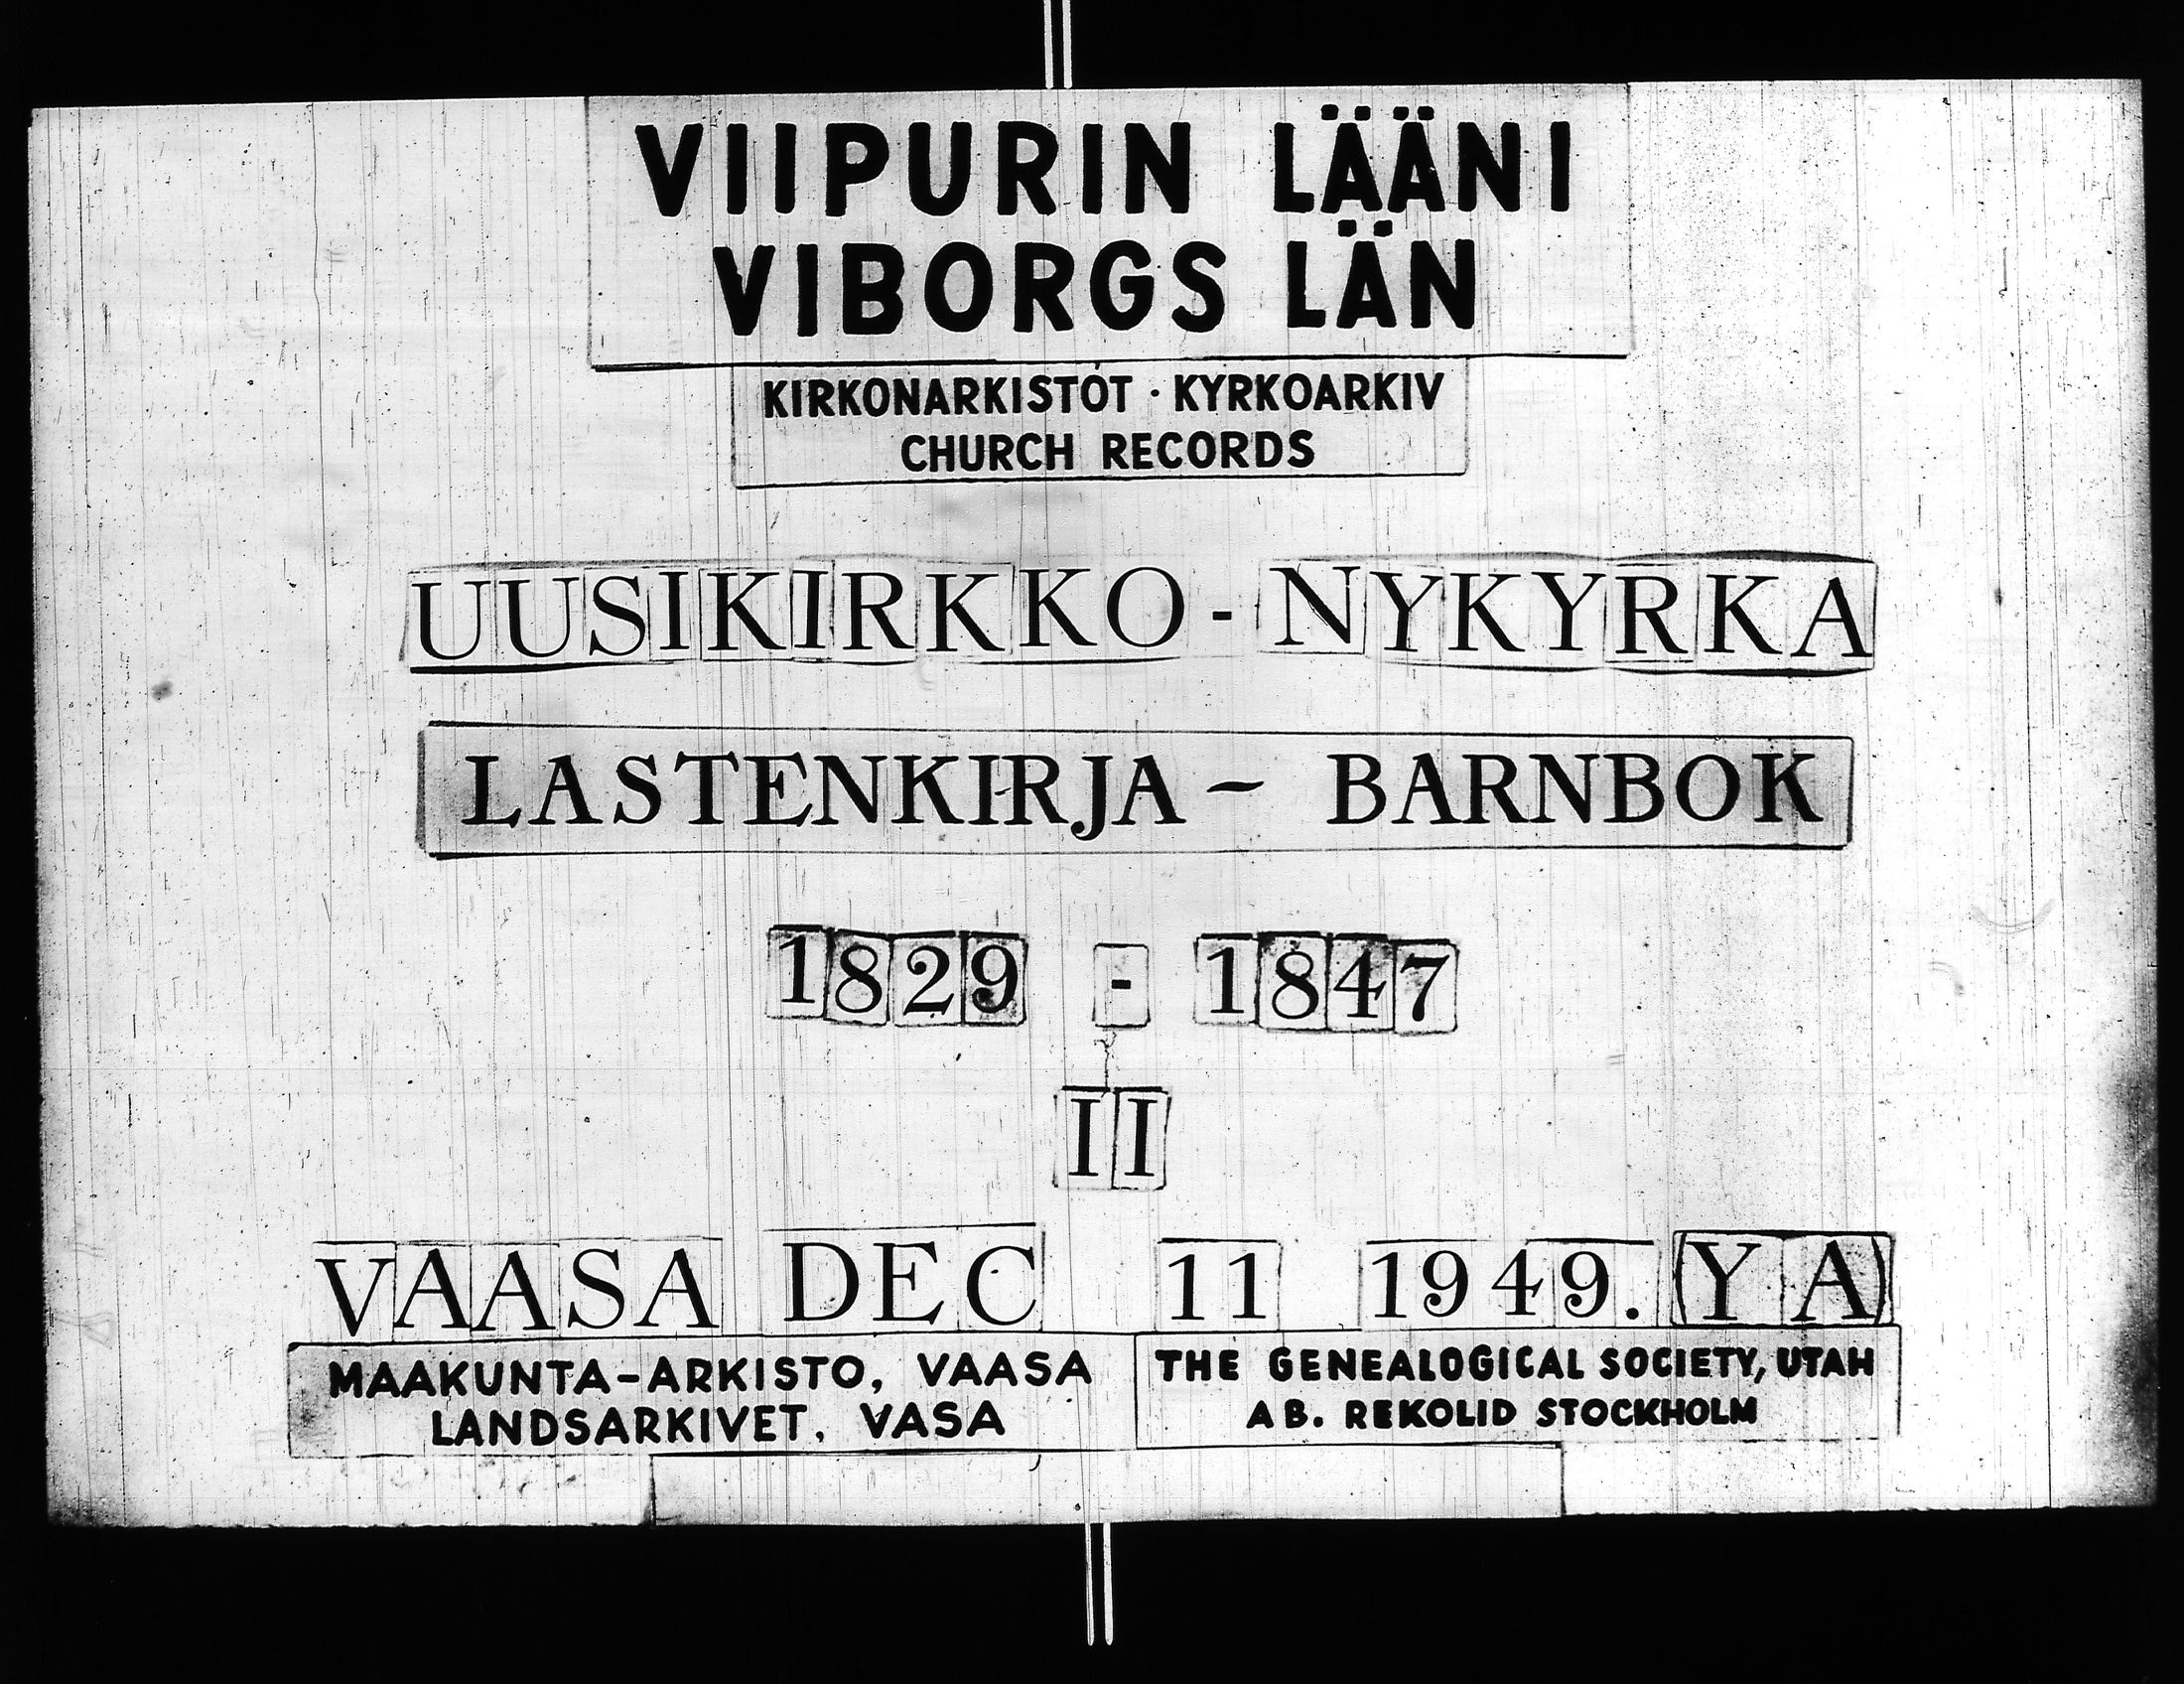 VIIPURIN LÄÄNI
VIBORGS LÄN
KIRKONARKISTOT · KYRKOARKIV
CHURCH RECORDS
UUSIKIRKKO - NYKYRKA
LASTENKIRJA - BARNBOK
1829 - 1847
II
VAASA DEC 11 1949. (Y A)
MAAKUNTA-ARKISTO, VAASA
LANDSARKIVET, VASA
THE GENEALOGICAL SOCIETY, UTAH
AB. REKOLID STOCKHOLM